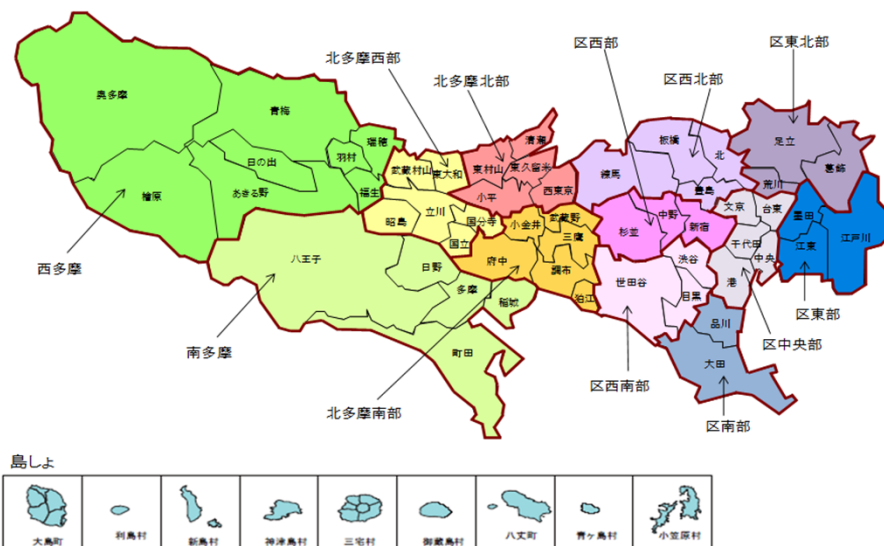 区西部
区東北部
北多摩西部
北多摩北部
区西北部
奥多摩
青梅
瑞穂
羽村
日の出
あきる野
福生
檜原
西多摩
武蔵村山
東大和
東村山
清瀬
東久留米
小平
西東京
昭島
立川
国分寺
国立
小金井
武蔵野
三鷹
府中
調布
狛江
八王子
日野
多摩
稲城
町田
南多摩
北多摩南部
練馬
板橋
北
豊島
足立
葛飾
荒川
杉並
中野
新宿
文京
台東
千代田
中央
港
墨田
江東
江戸川
世田谷
渋谷
目黒
品川
大田
区東部
区中央部
区西南部
区南部
島しょ
大島町
利島村
新島村
神津島村
三宅村
御蔵島村
八丈町
青ヶ島村
小笠原村